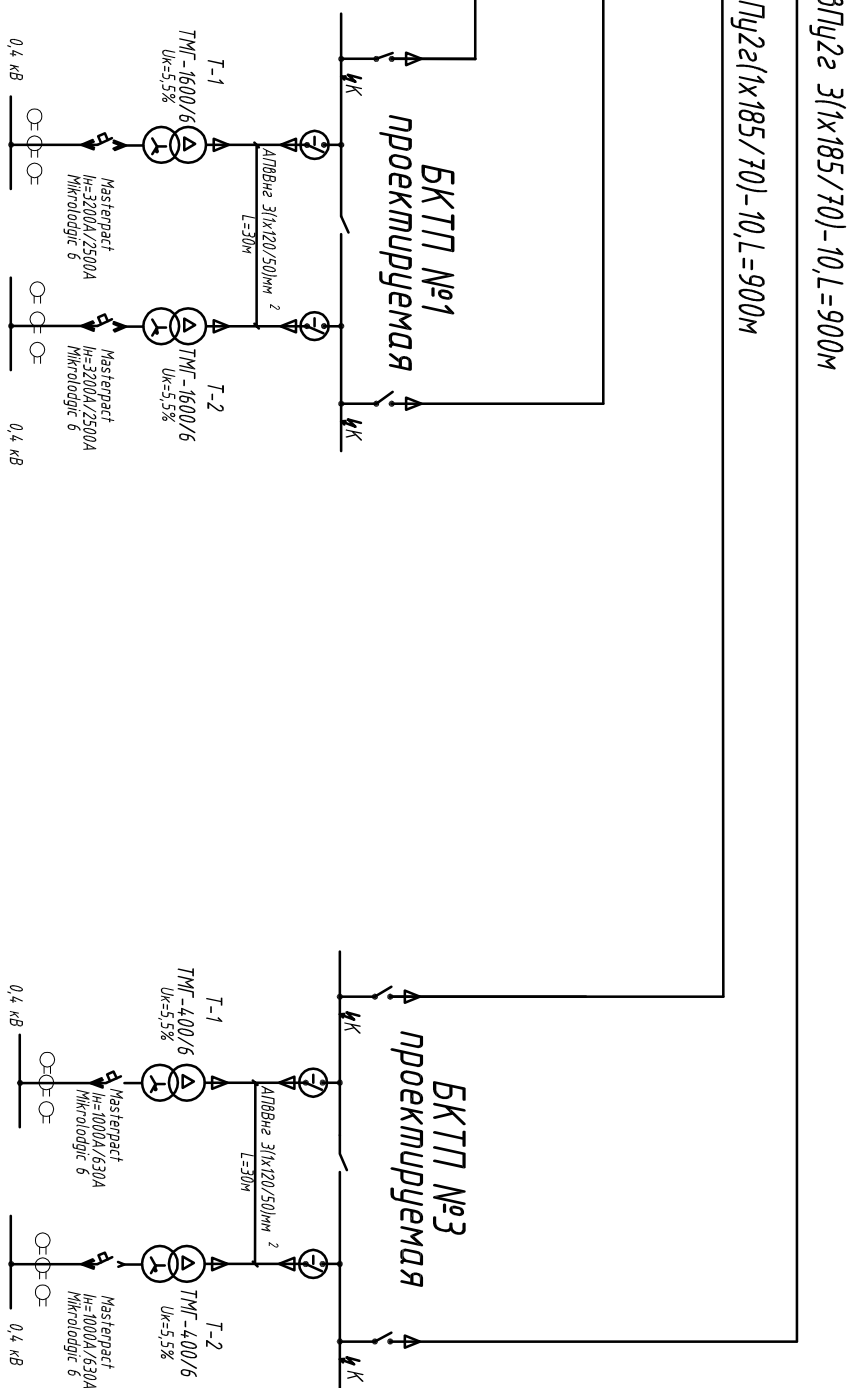 ВПу2г 3(1х185/70)-10,L=900м
Пу2г(1х185/70)-10,L=900м
БКТП №1
проектируемая
К
К
АПвВнг 3(1х120/50)мм 2
L=30м
Т-1
ТМГ-1600/6
Uк=5,5%
Т-2
ТМГ-1600/6
Uк=5,5%
Masterpact
Iн=3200А/2500А
Mikrolodgic 6
Masterpact
Iн=3200А/2500А
Mikrolodgic 6
0,4 кВ
0,4 кВ
БКТП №3
проектируемая
К
К
АПвВнг 3(1х120/50)мм 2
L=30м
Т-1
ТМГ-400/6
Uк=5,5%
Т-2
ТМГ-400/6
Uк=5,5%
Masterpact
Iн=1000А/630А
Mikrolodgic 6
Masterpact
Iн=1000А/630А
Mikrolodgic 6
0,4 кВ
0,4 кВ